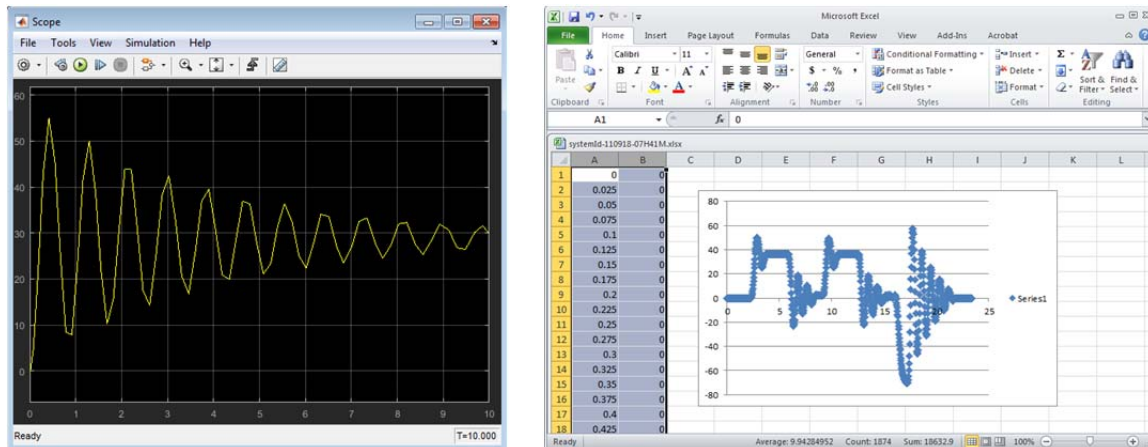 Scope
File Tools View Simulation Help
60
50
40
30
20
10
0
0 1 2 3 4 5 6 7 8 9 10
Ready T=10.000
Microsoft Excel
File Home Insert Page Layout Formulas Data Review View Add-Ins Acrobat
Paste
Calibri 11
B I U A A
General
$ % ,
Conditional Formatting
Format as Table
Cell Styles
Insert
Delete
Format
Σ
Sort & Filter
Find & Select
Clipboard Font Alignment Number Styles Cells Editing
A1 fx 0
systemId-110918-07H41M.xlsx
A B C D E F G H I J K L
1 0 0
2 0.025 0
3 0.05 0
4 0.075 0
5 0.1 0
6 0.125 0
7 0.15 0
8 0.175 0
9 0.2 0
10 0.225 0
11 0.25 0
12 0.275 0
13 0.3 0
14 0.325 0
15 0.35 0
16 0.375 0
17 0.4 0
18 0.425 0
80
60
40
20
0
-20
-40
-60
-80
0 5 10 15 20 25
Series1
Ready Average: 9.94284952 Count: 1874 Sum: 18632.9 100%